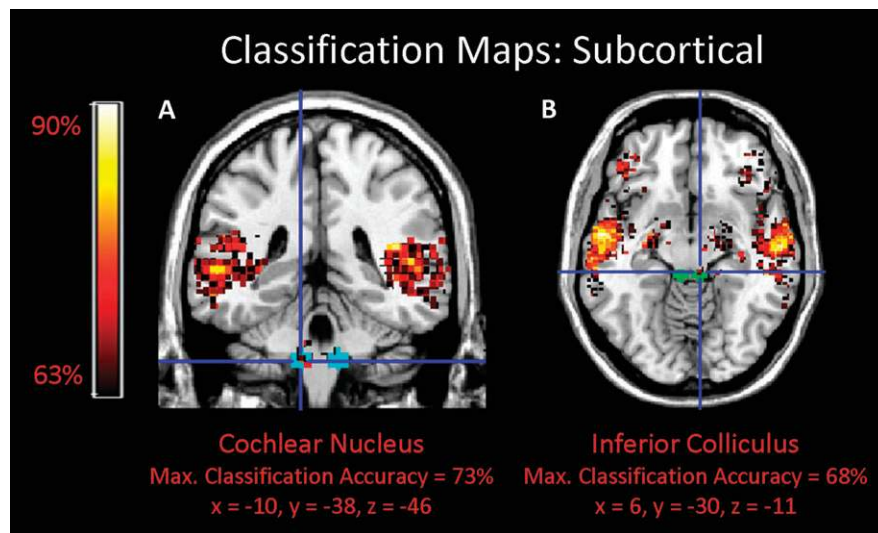 Classification Maps: Subcortical
90%
63%
A
B
Cochlear Nucleus
Max. Classification Accuracy = 73%
x = -10, y = -38, z = -46
Inferior Colliculus
Max. Classification Accuracy = 68%
x = 6, y = -30, z = -11